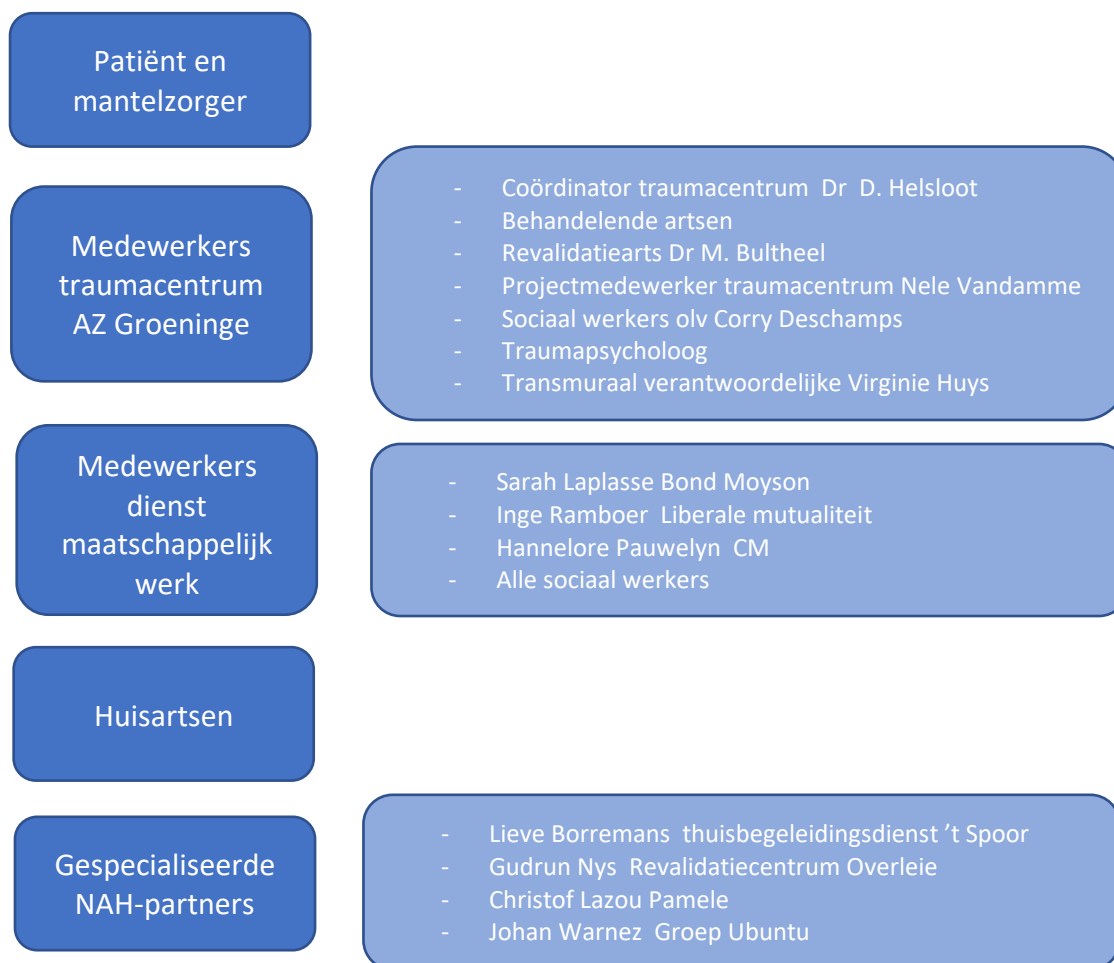 Patiënt en
mantelzorger
Medewerkers
traumacentrum
AZ Groeninge
- Coördinator traumacentrum Dr D. Helsloot
- Behandelende artsen
- Revalidatiearts Dr M. Bultheel
- Projectmedewerker traumacentrum Nele Vandamme
- Sociaal werkers olv Corry Deschamps
- Traumapsycholoog
- Transmuraal verantwoordelijke Virginie Huys
Medewerkers
dienst
maatschappelijk
werk
- Sarah Laplasse Bond Moyson
- Inge Ramboer Liberale mutualiteit
- Hannelore Pauwelyn CM
- Alle sociaal werkers
Huisartsen
Gespecialiseerde
NAH-partners
- Lieve Borremans thuisbegeleidingsdienst ’t Spoor
- Gudrun Nys Revalidatiecentrum Overleie
- Christof Lazou Pamele
- Johan Warnez Groep Ubuntu